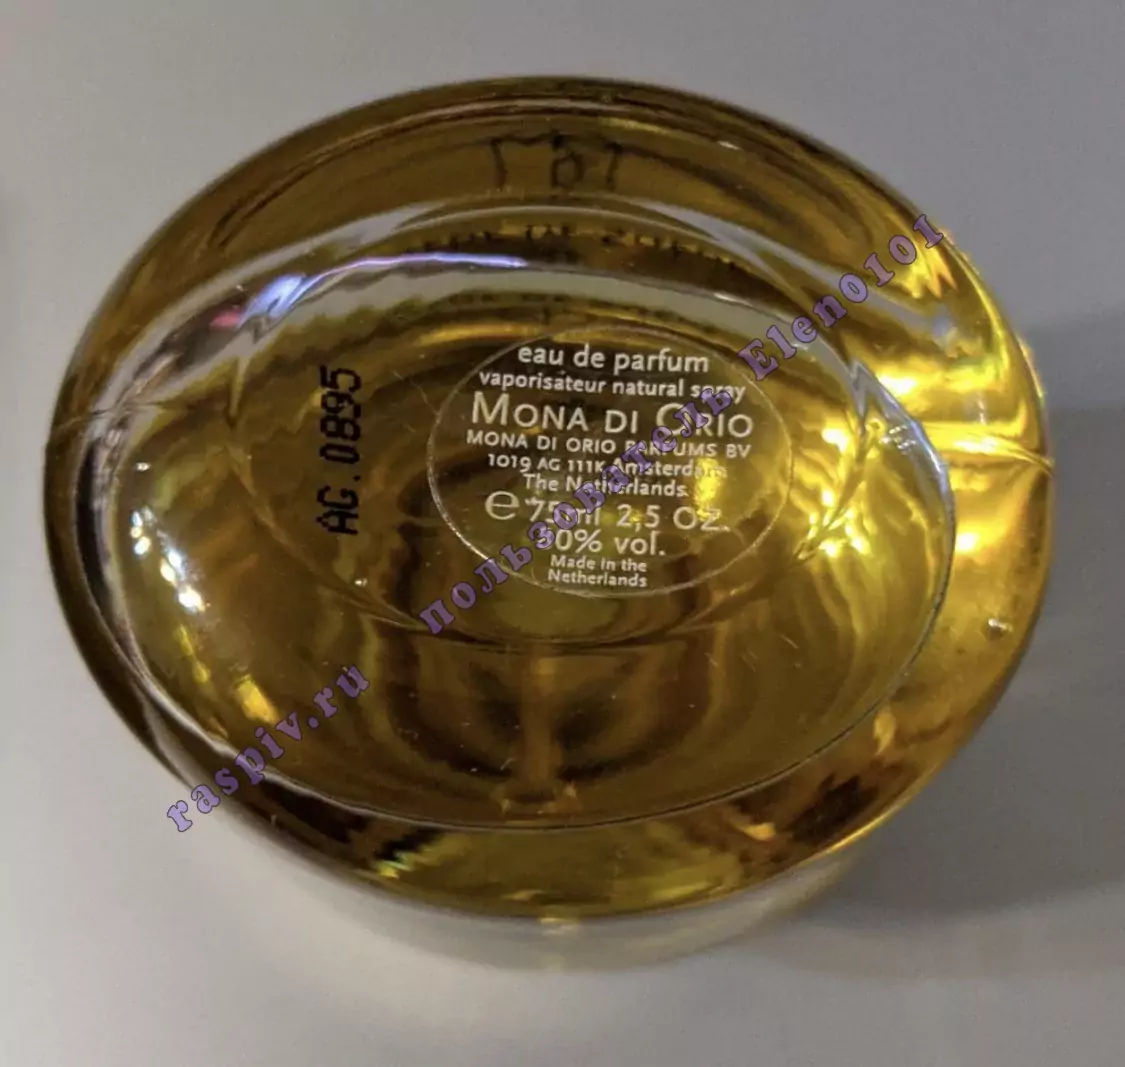 eau de parfum
vaporisateur natural spray
MONA DI ORIO
MONA DI ORIO PARFUMS BV
1019 AG 111K Amsterdam
The Netherlands
℮ 75ml 2,5 OZ.
vol.
Made in the
Netherlands
AG.0895
raspiv.ru пользователь Eleno101